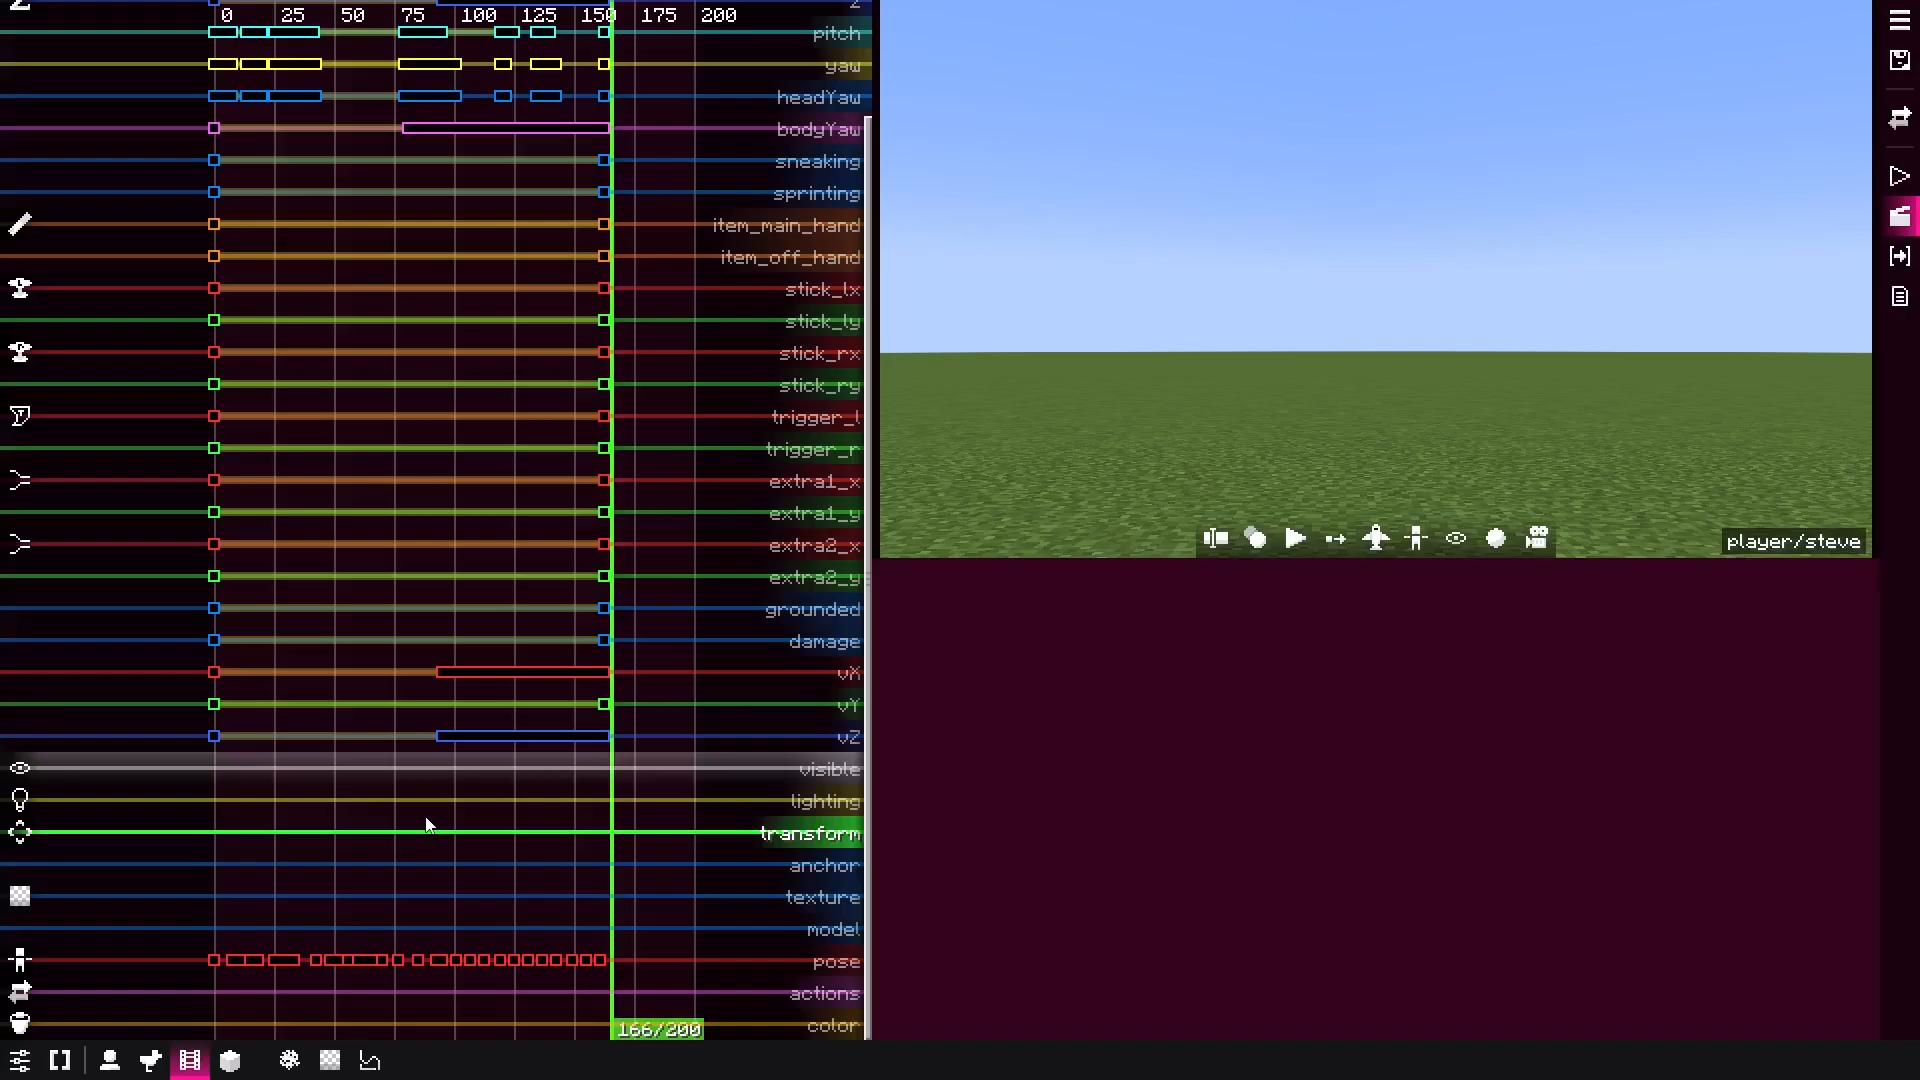 0 25 50 75 100 125 150 175 200
z
pitch
yaw
headYaw
bodyYaw
sneaking
sprinting
item_main_hand
item_off_hand
stick_lx
stick_ly
stick_rx
stick_ry
trigger_l
trigger_r
extra1_x
extra1_y
extra2_x
extra2_y
grounded
damage
vX
vY
vZ
visible
lighting
transform
anchor
texture
model
pose
actions
color
166/200
player/steve